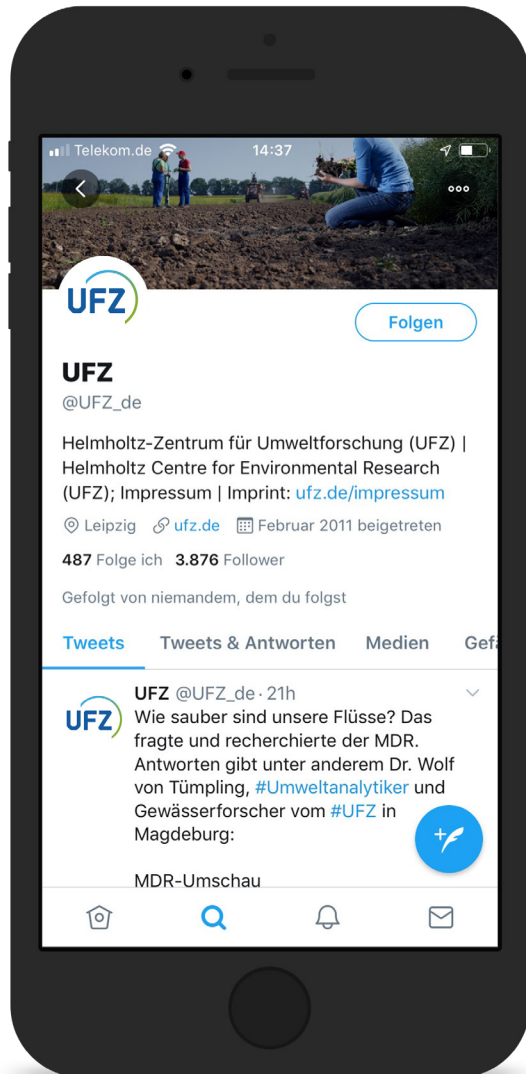 Telekom.de 14:37
UFZ
Folgen
UFZ
@UFZ_de
Helmholtz-Zentrum für Umweltforschung (UFZ) |
Helmholtz Centre for Environmental Research
(UFZ); Impressum | Imprint: ufz.de/impressum
Leipzig ufz.de Februar 2011 beigetreten
487 Folge ich 3.876 Follower
Gefolgt von niemandem, dem du folgst
Tweets Tweets & Antworten Medien Gefä
UFZ
UFZ @UFZ_de · 21h
Wie sauber sind unsere Flüsse? Das
fragte und recherchierte der MDR.
Antworten gibt unter anderem Dr. Wolf
von Tümpling, #Umweltanalytiker und
Gewässerforscher vom #UFZ in
Magdeburg:
MDR-Umschau